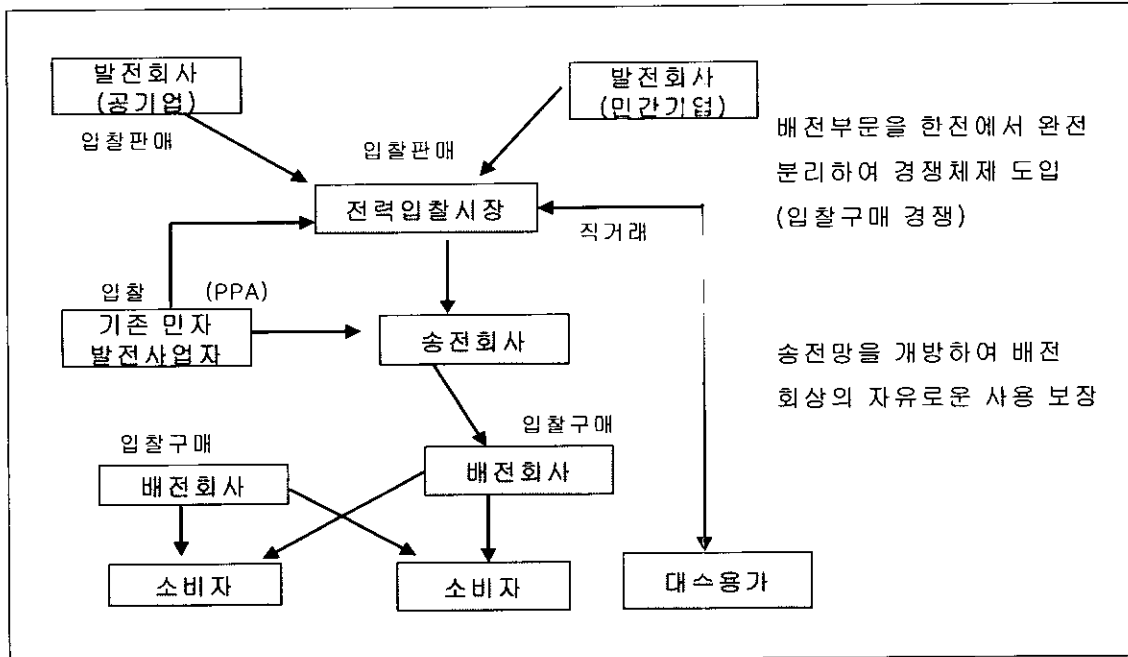 발전회사
(공기업)
발전회사
(민간기업)
입찰판매
입찰판매
배전부문을 한전에서 완전
분리하여 경쟁체제 도입
(입찰구매 경쟁)
전력입찰시장
직거래
입찰 (PPA)
기존 민자
발전사업자
송전회사
송전망을 개방하여 배전
회상의 자유로운 사용 보장
입찰구매
입찰구매
배전회사
배전회사
소비자
소비자
대스용가